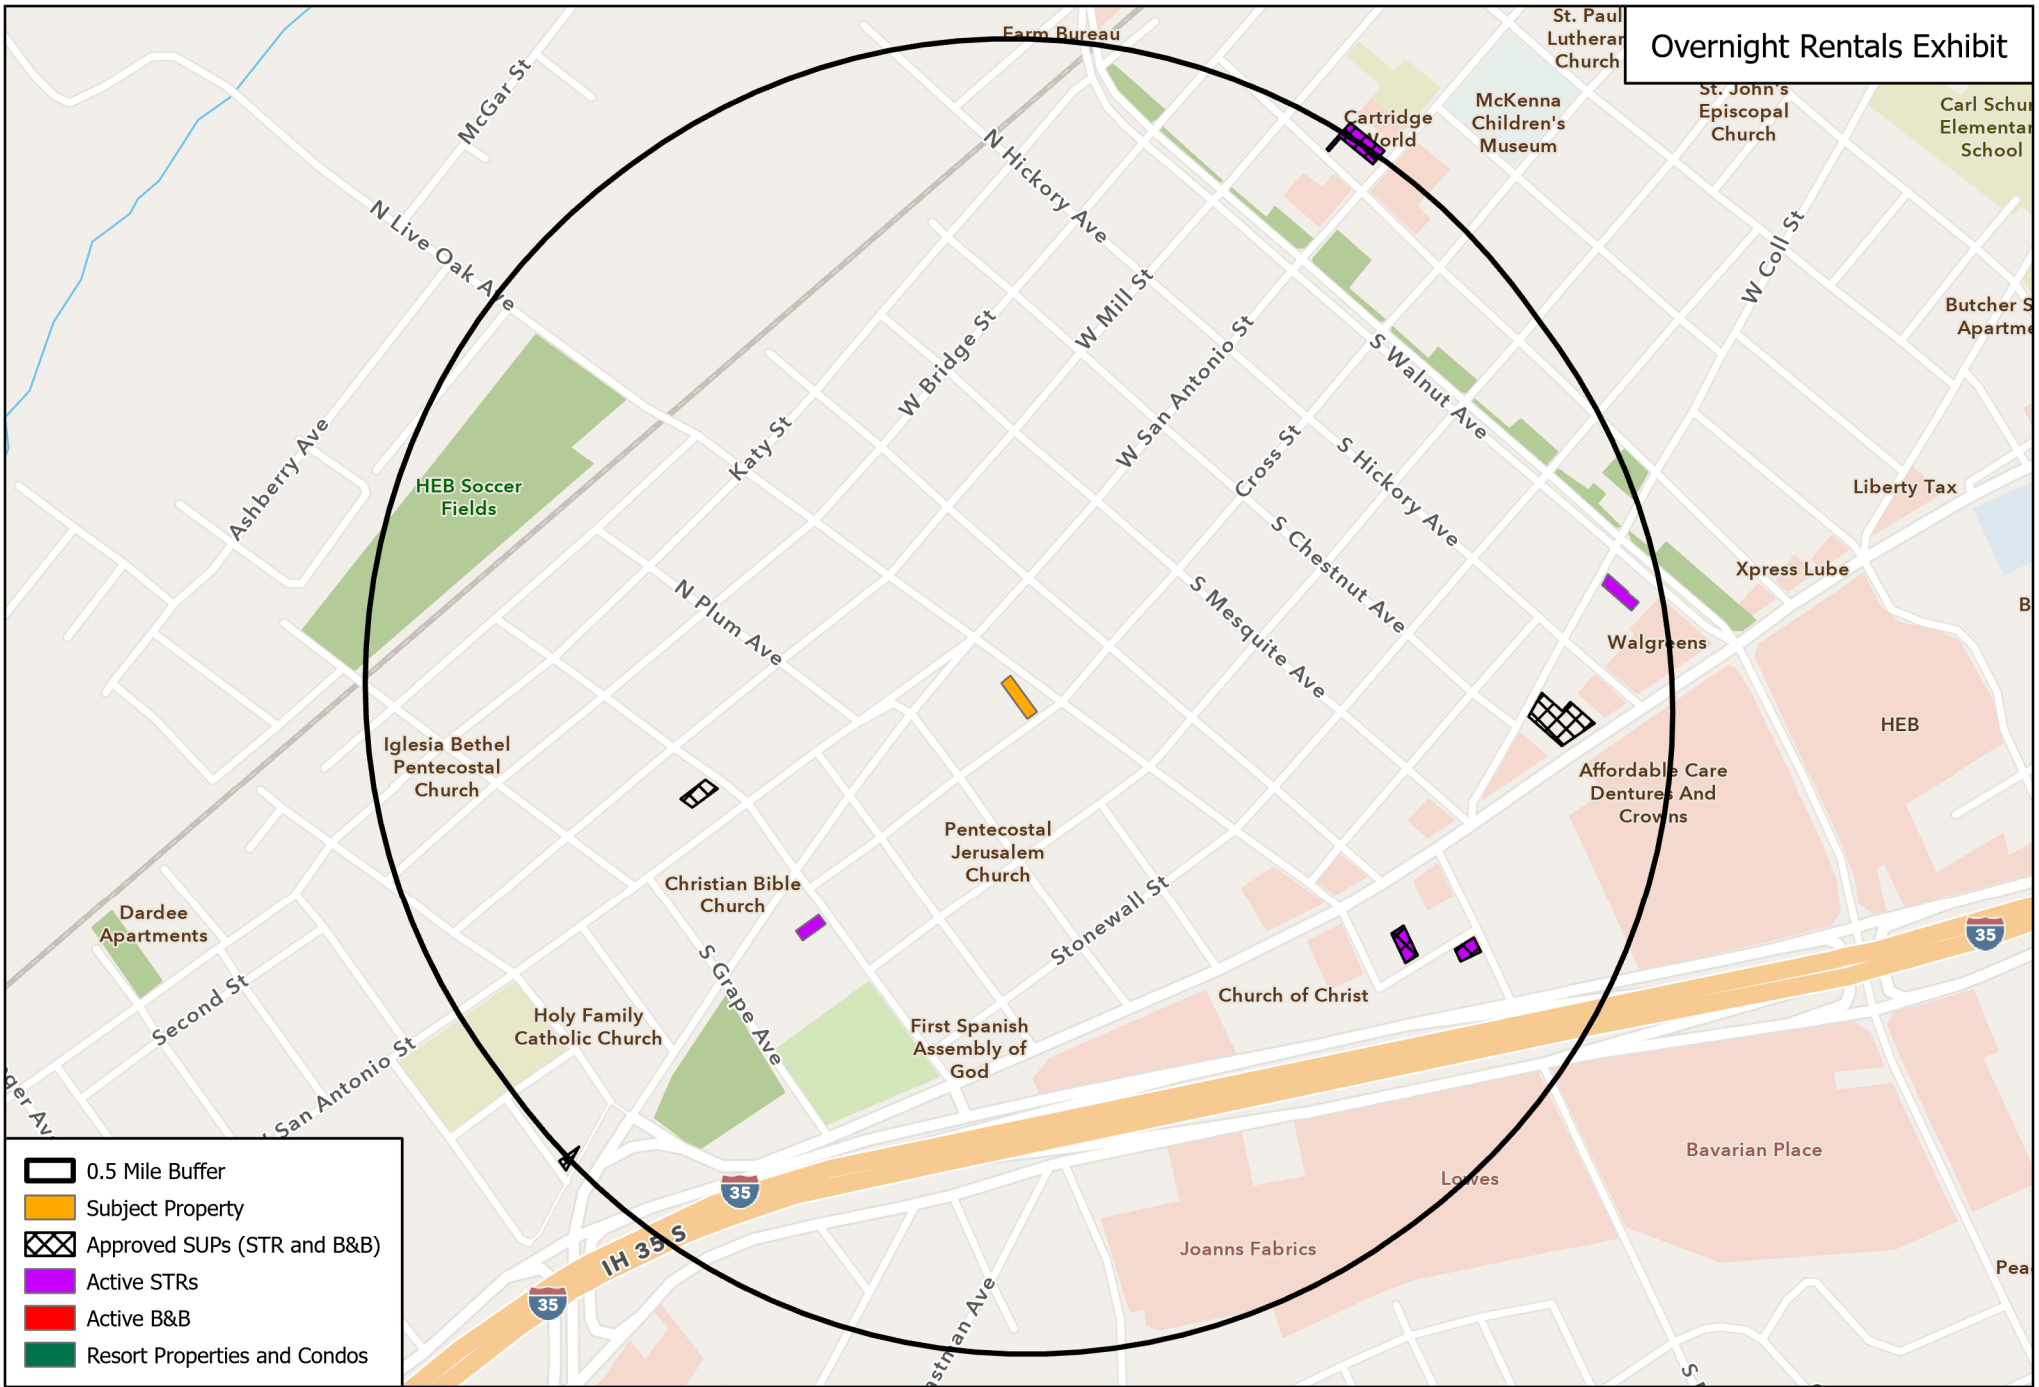 Overnight Rentals Exhibit
Farm Bureau
St. Paul
Lutheran
Church
St. John's
Episcopal
Church
McKenna
Children's
Museum
Cartridge
World
Carl Schur
Elementar
School
McGar St
N Live Oak Ave
N Hickory Ave
W Coll St
Butcher S
Apartme
W Mill St
W Bridge St
W San Antonio St
S Walnut Ave
Katy St
Cross St
S Hickory Ave
Ashberry Ave
HEB Soccer
Fields
Liberty Tax
S Chestnut Ave
Xpress Lube
N Plum Ave
S Mesquite Ave
B
Walgreens
HEB
Iglesia Bethel
Pentecostal
Church
Affordable Care
Dentures And
Crowns
Pentecostal
Jerusalem
Church
Christian Bible
Church
Stonewall St
Dardee
Apartments
35
S Grape Ave
Second St
Church of Christ
Holy Family
Catholic Church
First Spanish
Assembly of
God
San Antonio St
ger Av
35
Lowes
Bavarian Place
IH 35 S
Joanns Fabrics
35
Pea
astman Ave
0.5 Mile Buffer
Subject Property
Approved SUPs (STR and B&B)
Active STRs
Active B&B
Resort Properties and Condos